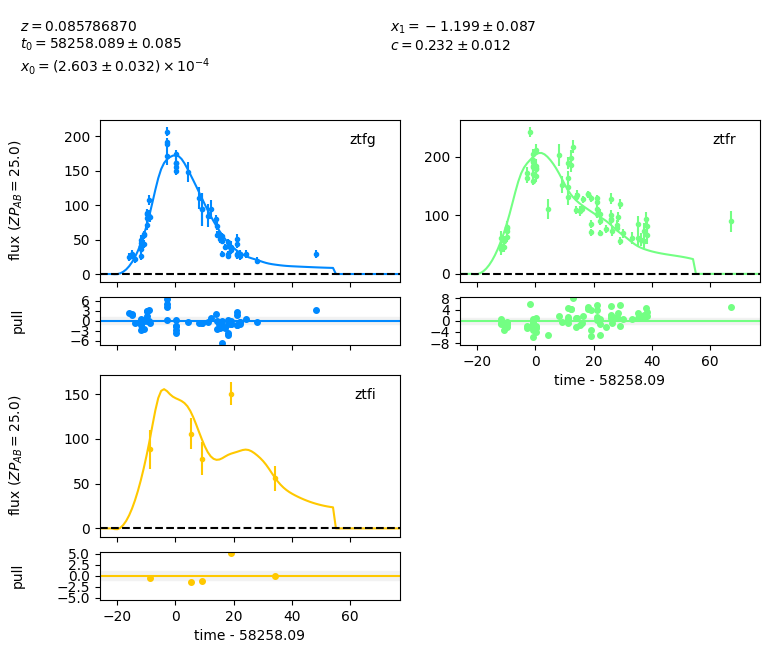 z = 0.085786870
t₀ = 58258.089 ± 0.085
x₀ = (2.603 ± 0.032) × 10⁻⁴
x₁ = −1.199 ± 0.087
c = 0.232 ± 0.012
flux (ZP_AB = 25.0)
200
150
100
50
0
ztfg
pull
6
3
0
−3
−6
200
100
0
ztfr
8
4
0
−4
−8
−20 0 20 40 60
time - 58258.09
flux (ZP_AB = 25.0)
150
100
50
0
ztfi
pull
5.0
2.5
0.0
−2.5
−5.0
−20 0 20 40 60
time - 58258.09